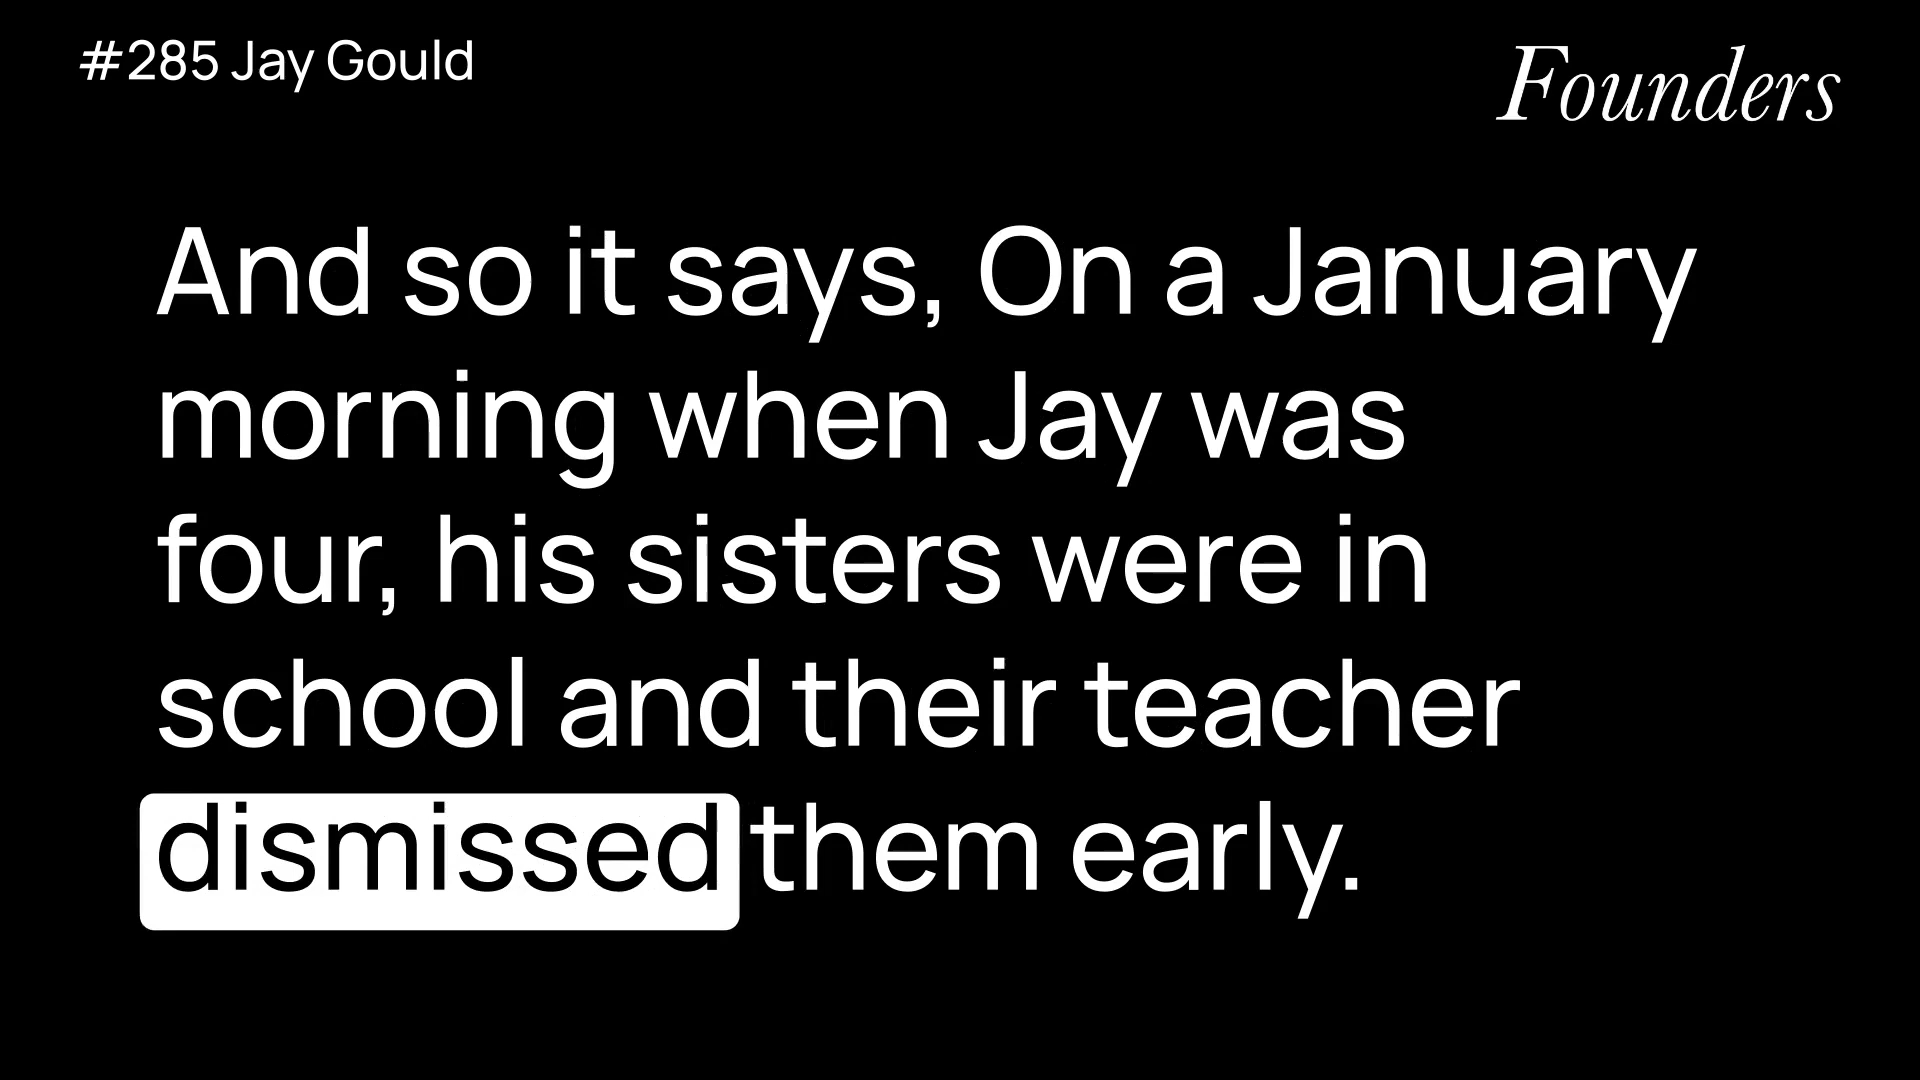 #285 Jay Gould
Founders
And so it says, On a January
morning when Jay was
four, his sisters were in
school and their teacher
dismissed them early.